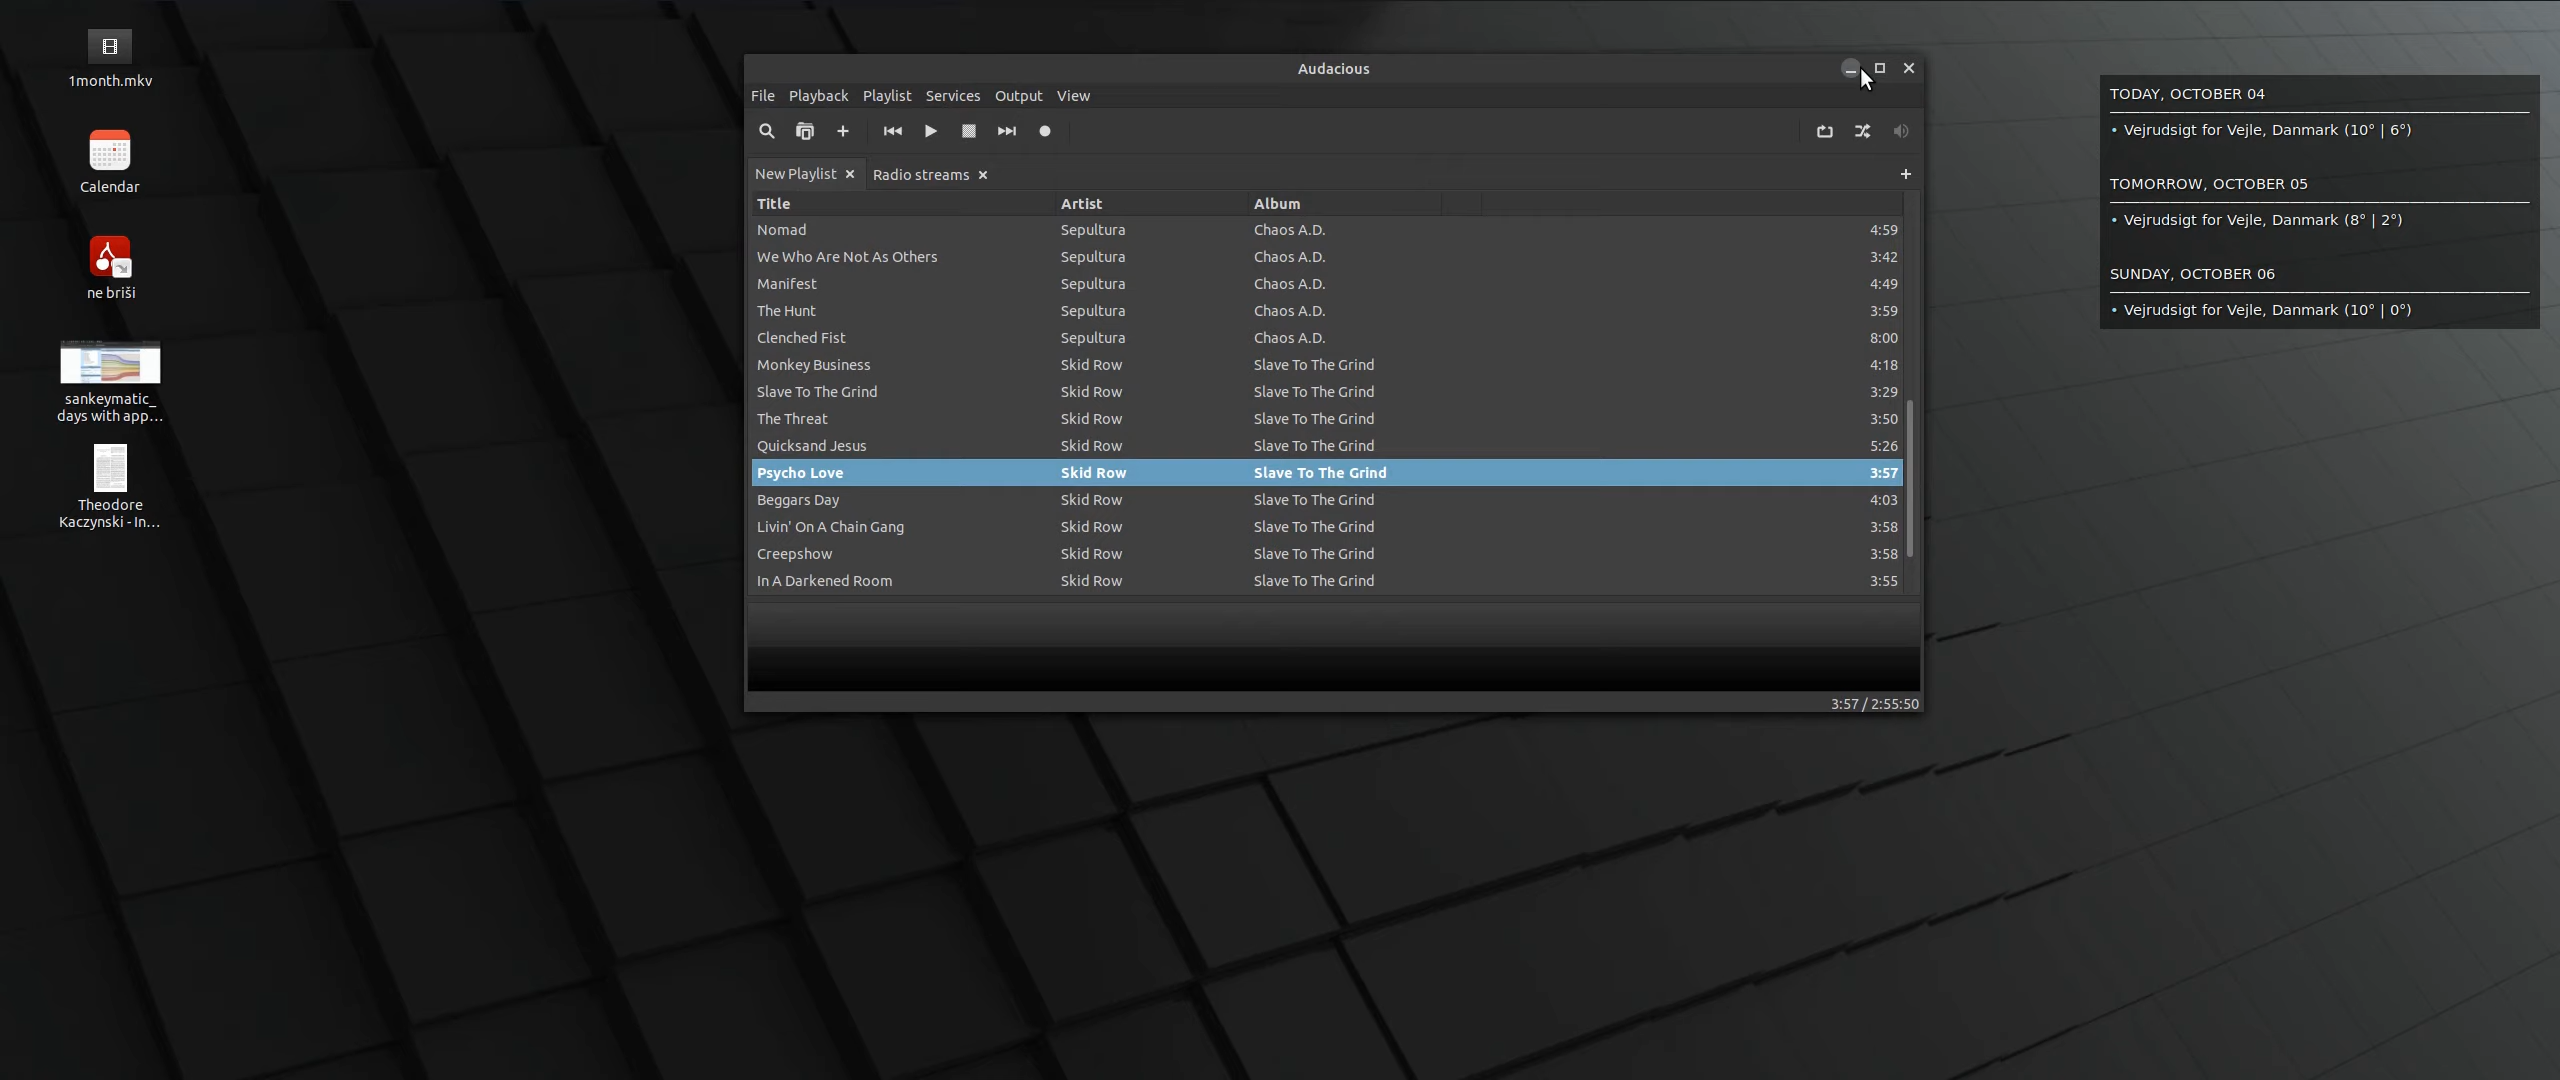 1month.mkv
Calendar
ne briši
sankeymatic_
days with app...
Theodore
Kaczynski - In...
Audacious
File Playback Playlist Services Output View
New Playlist Radio streams
Title Artist Album
Nomad Sepultura Chaos A.D. 4:59
We Who Are Not As Others Sepultura Chaos A.D. 3:42
Manifest Sepultura Chaos A.D. 4:49
The Hunt Sepultura Chaos A.D. 3:59
Clenched Fist Sepultura Chaos A.D. 8:00
Monkey Business Skid Row Slave To The Grind 4:18
Slave To The Grind Skid Row Slave To The Grind 3:29
The Threat Skid Row Slave To The Grind 3:50
Quicksand Jesus Skid Row Slave To The Grind 5:26
Psycho Love Skid Row Slave To The Grind 3:57
Beggars Day Skid Row Slave To The Grind 4:03
Livin' On A Chain Gang Skid Row Slave To The Grind 3:58
Creepshow Skid Row Slave To The Grind 3:58
In A Darkened Room Skid Row Slave To The Grind 3:55
3:57 / 2:55:50
TODAY, OCTOBER 04
• Vejrudsigt for Vejle, Danmark (10° | 6°)
TOMORROW, OCTOBER 05
• Vejrudsigt for Vejle, Danmark (8° | 2°)
SUNDAY, OCTOBER 06
• Vejrudsigt for Vejle, Danmark (10° | 0°)